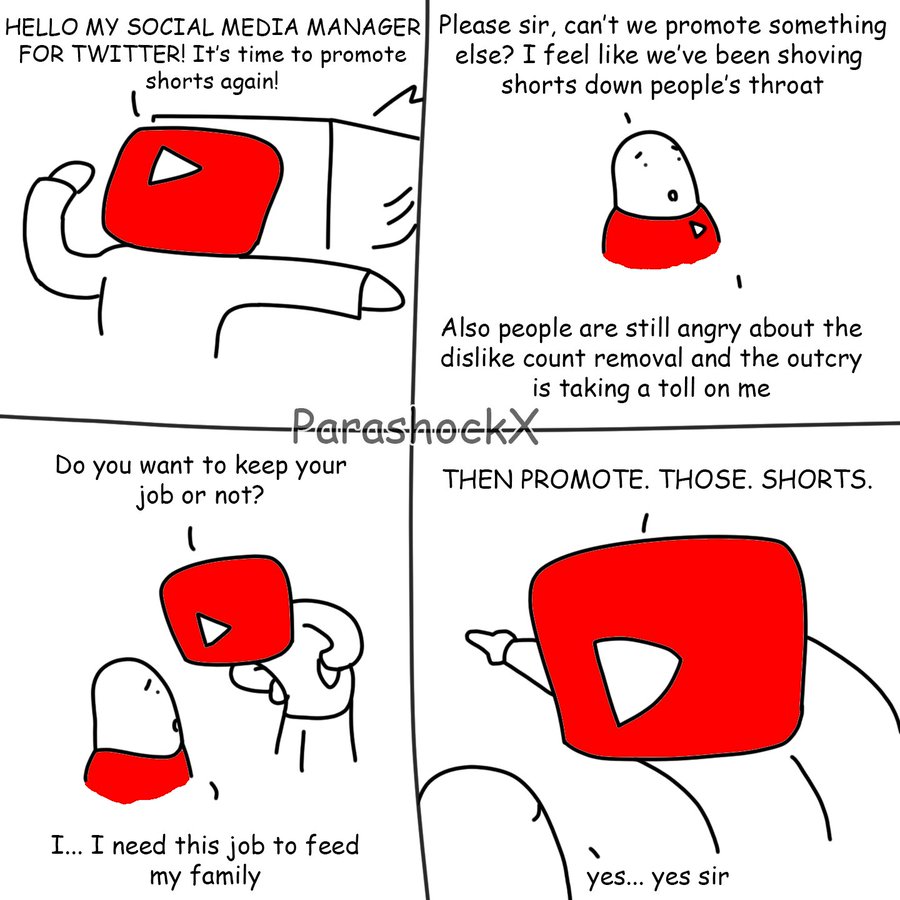 HELLO MY SOCIAL MEDIA MANAGER
FOR TWITTER! It's time to promote
shorts again!
Please sir, can't we promote something
else? I feel like we've been shoving
shorts down people's throat
Also people are still angry about the
dislike count removal and the outcry
is taking a toll on me
ParashockX
Do you want to keep your
job or not?
I... I need this job to feed
my family
THEN PROMOTE. THOSE. SHORTS.
yes... yes sir